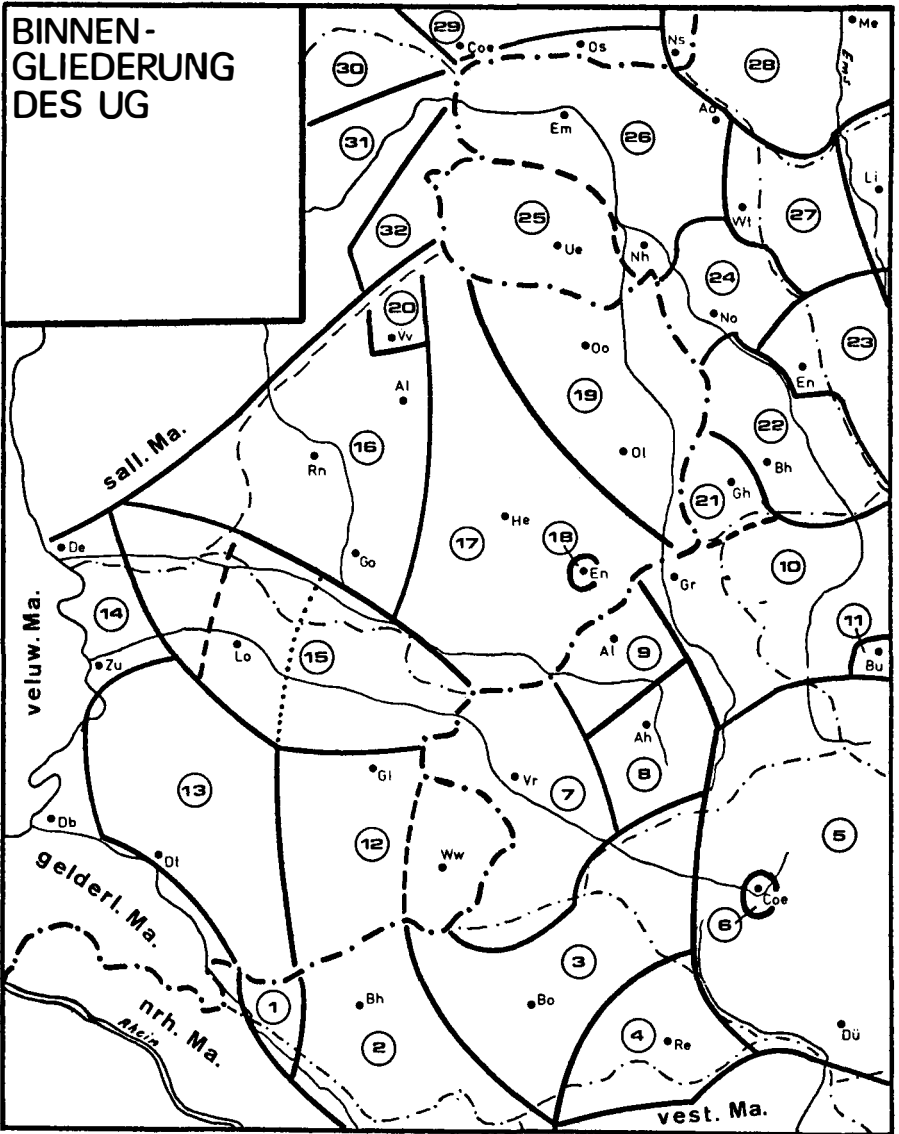 BINNEN-
GLIEDERUNG
DES UG
29
Coe
Os
Ns
Me
Ems
30
28
31
Em
26
Ad
Li
32
25
Ue
Nh
Wt
27
24
20
Vv
No
23
Oo
En
Al
19
22
sall. Ma.
16
Rn
Ol
Bh
21
Gh
He
17
18
En
De
Go
10
Gr
14
veluw. Ma.
Lo
15
Al
9
11
Bu
Zu
Ah
8
13
Gl
Vr
7
Db
12
5
Dt
Ww
gelderl. Ma.
Coe
6
3
1
Bh
Bo
nrh. Ma.
Rhein
2
4
Re
Dü
vest. Ma.